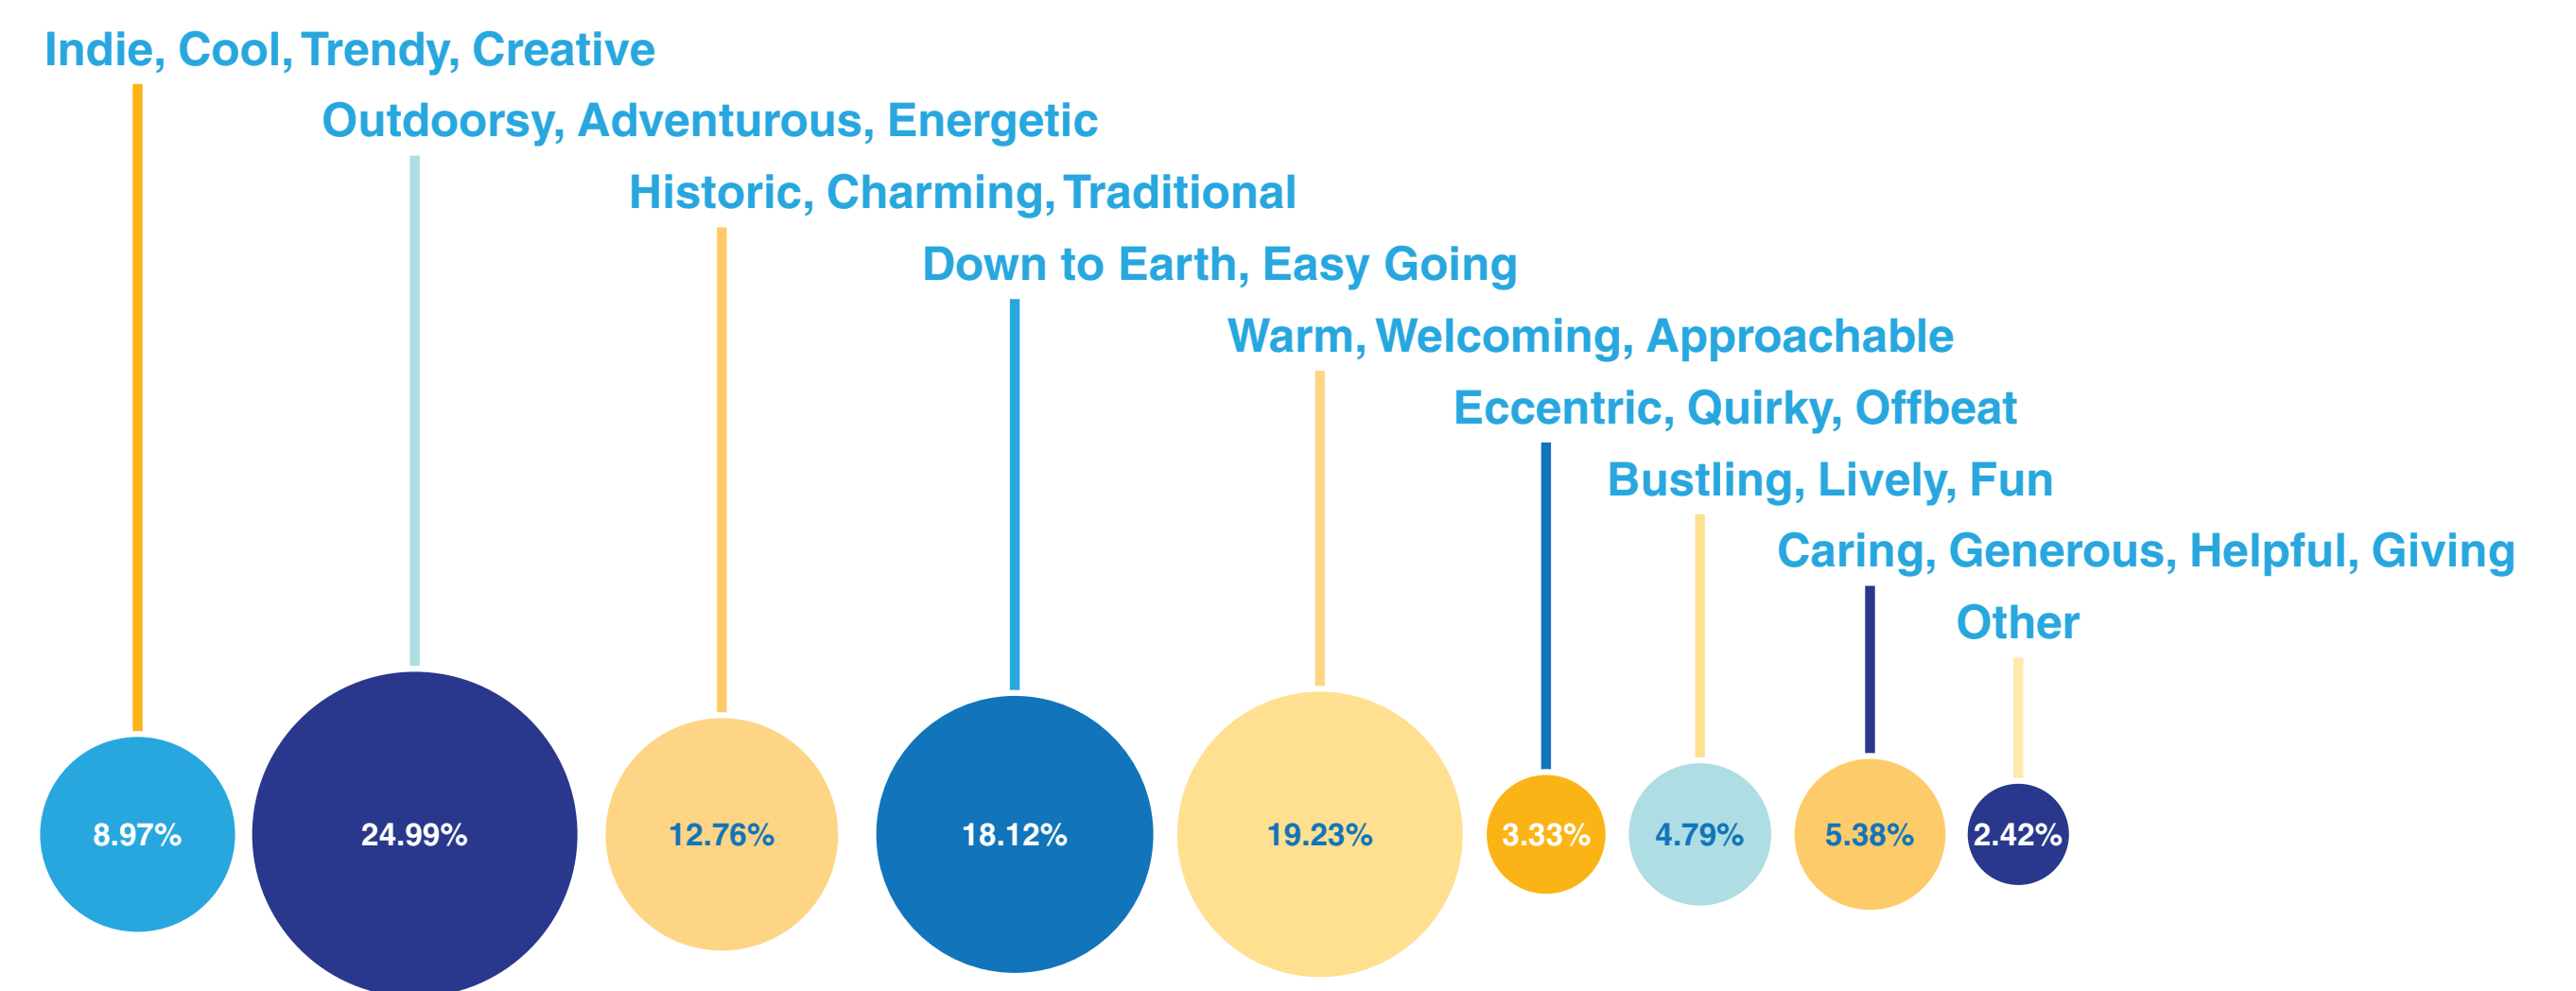 Indie, Cool, Trendy, Creative
Outdoorsy, Adventurous, Energetic
Historic, Charming, Traditional
Down to Earth, Easy Going
Warm, Welcoming, Approachable
Eccentric, Quirky, Offbeat
Bustling, Lively, Fun
Caring, Generous, Helpful, Giving
Other
8.97%
24.99%
12.76%
18.12%
19.23%
3.33%
4.79%
5.38%
2.42%